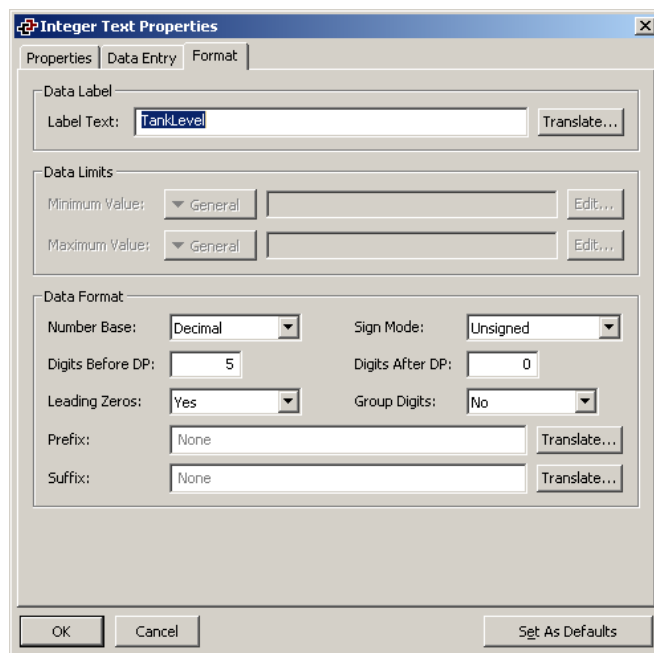 Integer Text Properties
Properties Data Entry Format
Data Label
Label Text: TankLevel Translate...
Data Limits
Minimum Value: General Edit...
Maximum Value: General Edit...
Data Format
Number Base: Decimal Sign Mode: Unsigned
Digits Before DP: 5 Digits After DP: 0
Leading Zeros: Yes Group Digits: No
Prefix: None Translate...
Suffix: None Translate...
OK Cancel Set As Defaults